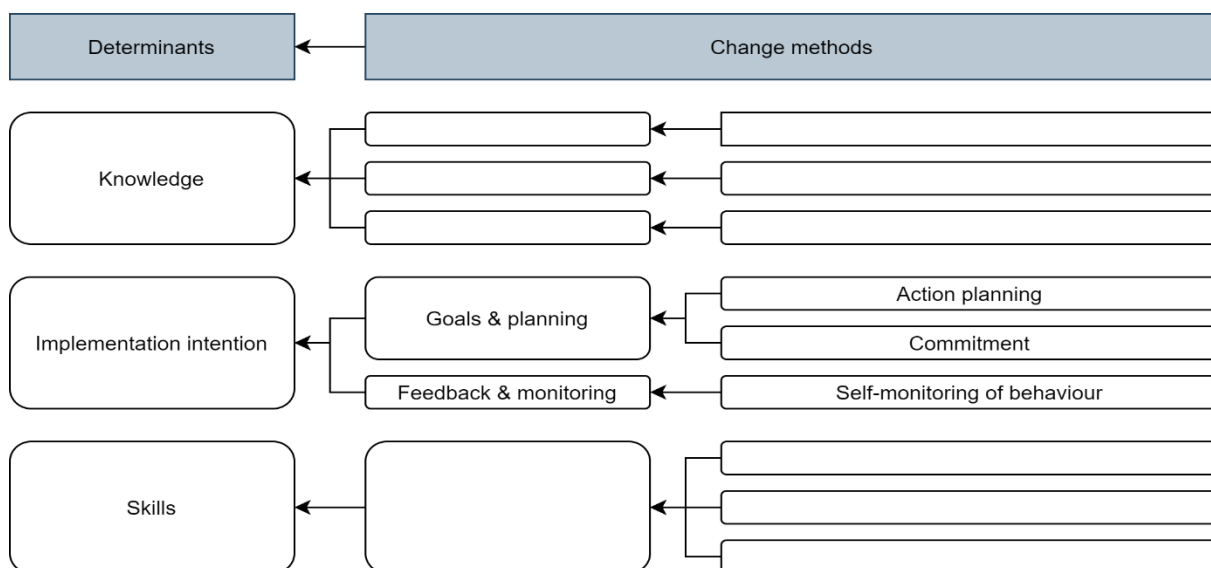 Determinants
Change methods
Knowledge
Implementation intention
Goals & planning
Action planning
Commitment
Feedback & monitoring
Self-monitoring of behaviour
Skills